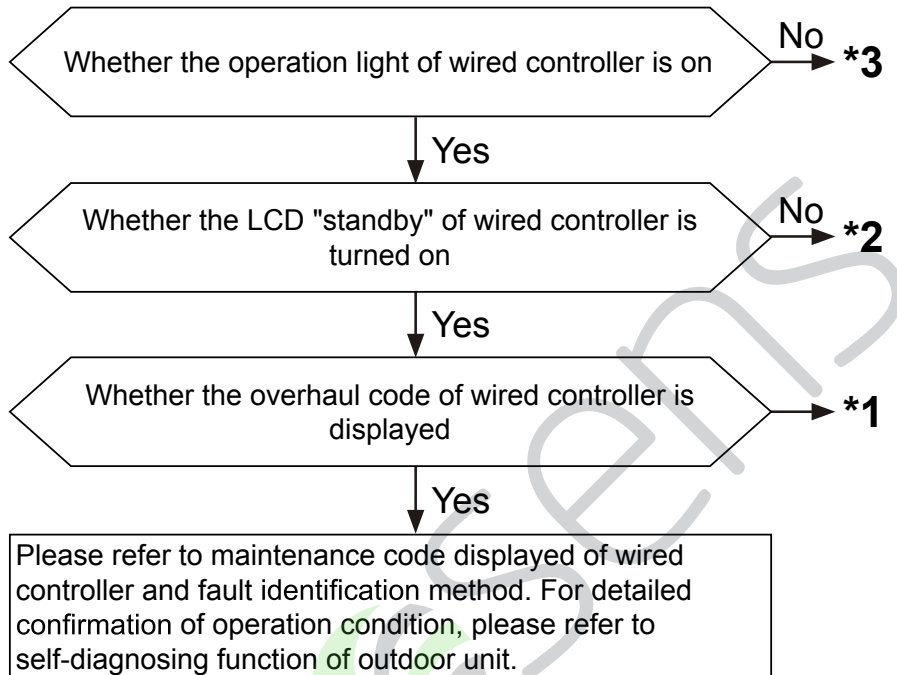 Whether the operation light of wired controller is on
No
*3
Yes
Whether the LCD "standby" of wired controller is
turned on
No
*2
Yes
Whether the overhaul code of wired controller is
displayed
*1
Yes
Please refer to maintenance code displayed of wired
controller and fault identification method. For detailed
confirmation of operation condition, please refer to
self-diagnosing function of outdoor unit.
sens